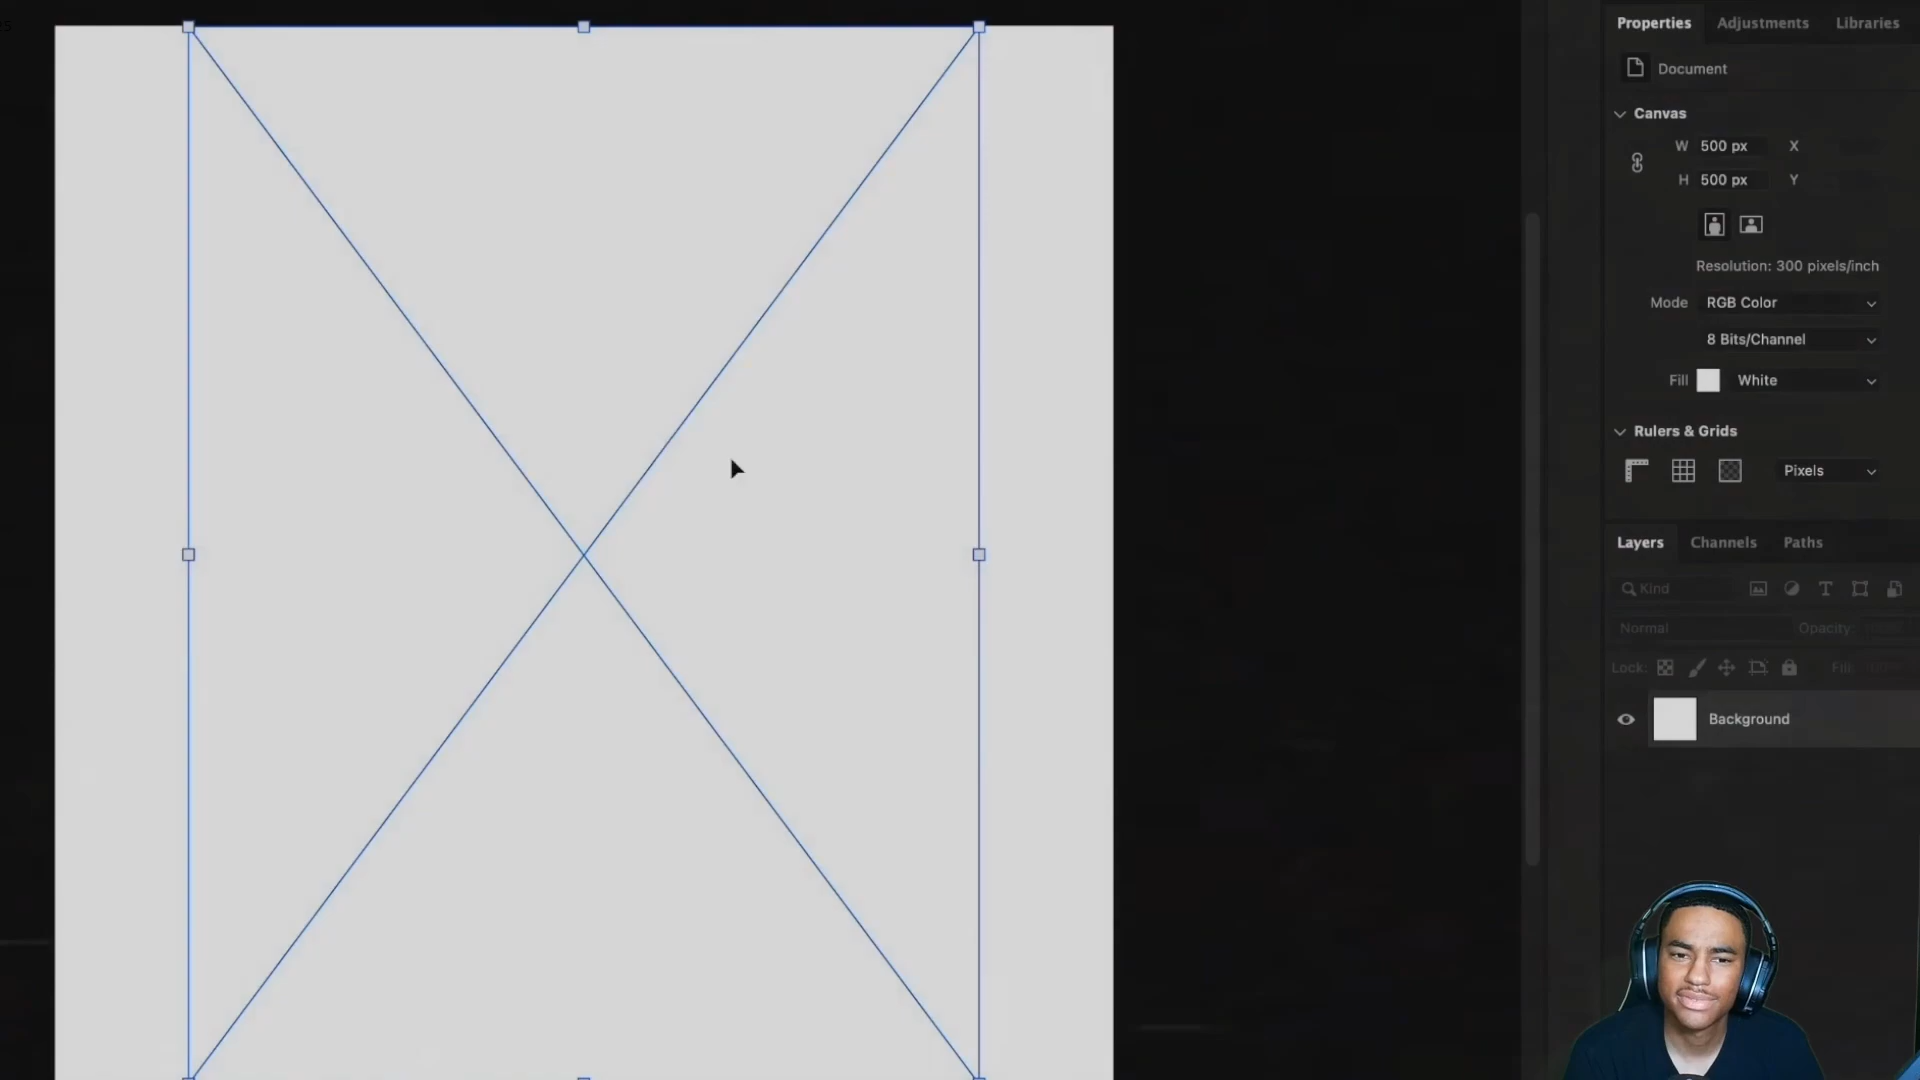 Properties Adjustments Libraries
Document
Canvas
W 500 px X
H 500 px Y
Resolution: 300 pixels/inch
Mode RGB Color
8 Bits/Channel
Fill White
Rulers & Grids
Pixels
Layers Channels Paths
Kind
Normal Opacity
Lock: Fill
Background